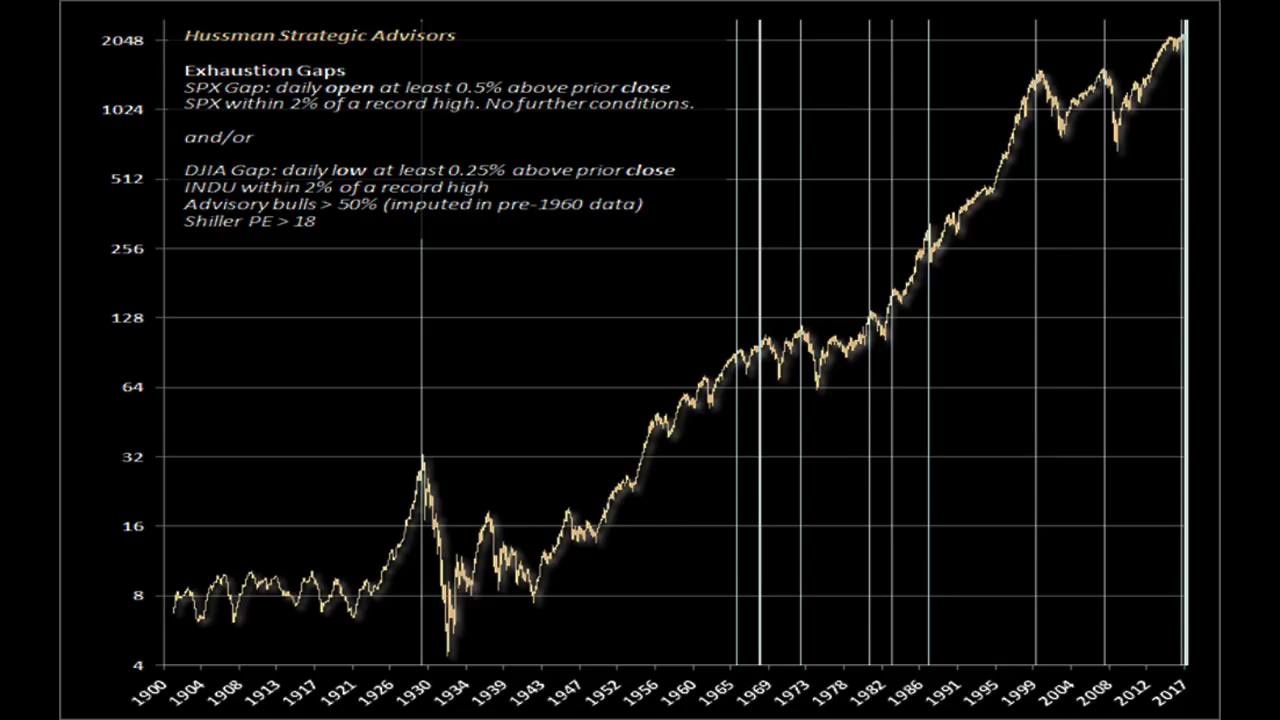 Hussman Strategic Advisors
Exhaustion Gaps
SPX Gap: daily open at least 0.5% above prior close
SPX within 2% of a record high. No further conditions.
and/or
DJIA Gap: daily low at least 0.25% above prior close
INDU within 2% of a record high
Advisory bulls > 50% (imputed in pre-1960 data)
Shiller PE > 18
2048
1024
512
256
128
64
32
16
8
4
1900 1904 1908 1913 1917 1921 1926 1930 1934 1939 1943 1947 1952 1956 1960 1965 1969 1973 1978 1982 1986 1991 1995 1999 2004 2008 2012 2017